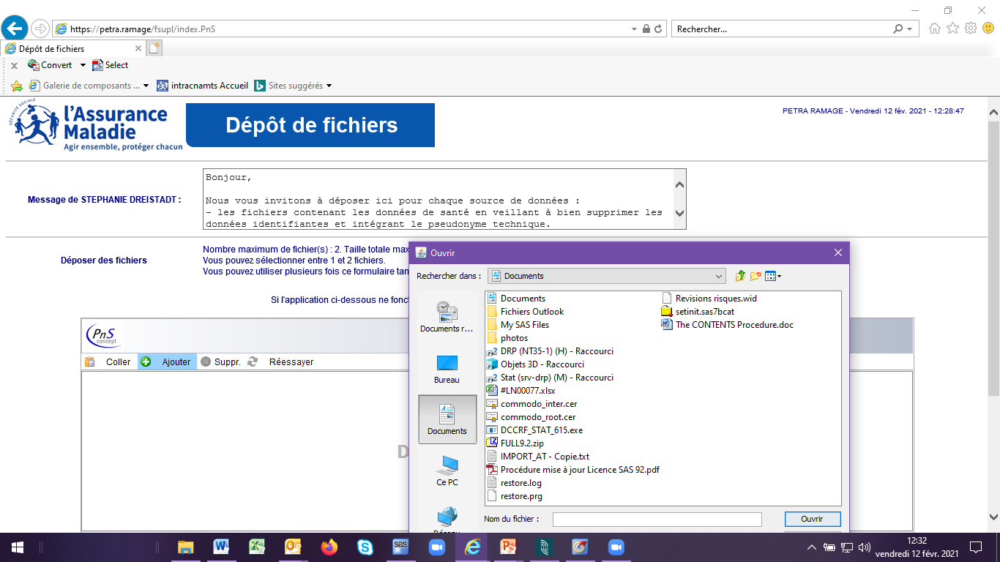 https://petra.ramage/fsupl/index.PnS
Rechercher...
Dépôt de fichiers
Convert
Select
Galerie de composants ...
intracnamts Accueil
Sites suggérés
SÉCURITÉ SOCIALE
l'Assurance
Maladie
Agir ensemble, protéger chacun
Dépôt de fichiers
PETRA RAMAGE - Vendredi 12 fév. 2021 - 12:28:47
Message de STEPHANIE DREISTADT :
Bonjour,
Nous vous invitons à déposer ici pour chaque source de données :
- les fichiers contenant les données de santé en veillant à bien supprimer les
données identifiantes et intégrant le pseudonyme technique.
Déposer des fichiers
Nombre maximum de fichier(s) : 2. Taille totale max
Vous pouvez sélectionner entre 1 et 2 fichiers.
Vous pouvez utiliser plusieurs fois ce formulaire tan
Si l'application ci-dessous ne fonc
PnS
concept
Coller
Ajouter
Suppr.
Réessayer
D
Ouvrir
Rechercher dans :
Documents
Documents r...
Bureau
Documents
Ce PC
Réseau
Documents
Fichiers Outlook
My SAS Files
photos
DRP (NT35-1) (H) - Raccourci
Objets 3D - Raccourci
Stat (srv-drp) (M) - Raccourci
#LN00077.xlsx
commodo_inter.cer
commodo_root.cer
DCCRF_STAT_615.exe
FULL9.2.zip
IMPORT_AT - Copie.txt
Procédure mise à jour Licence SAS 92.pdf
restore.log
restore.prg
Revisions risques.wid
setinit.sas7bcat
The CONTENTS Procedure.doc
Nom du fichier :
Ouvrir
12:32
vendredi 12 févr. 2021